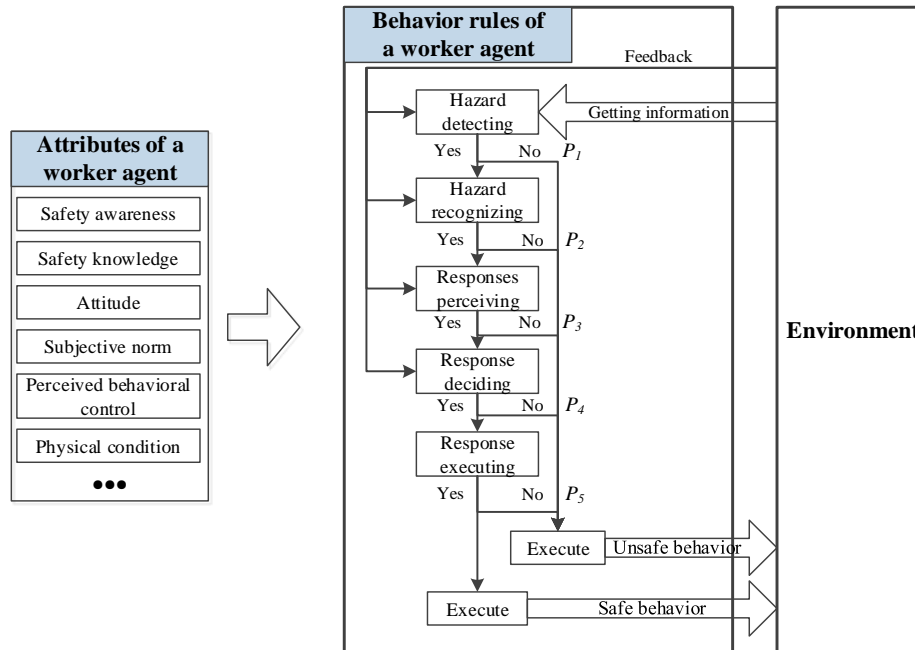 Attributes of a
worker agent
Safety awareness
Safety knowledge
Attitude
Subjective norm
Perceived behavioral
control
Physical condition
●●●
Behavior rules of
a worker agent
Feedback
Hazard
detecting
Getting information
Yes No P1
Hazard
recognizing
Yes No P2
Responses
perceiving
Yes No P3
Response
deciding
Yes No P4
Response
executing
Yes No P5
Execute Unsafe behavior
Execute Safe behavior
Environment